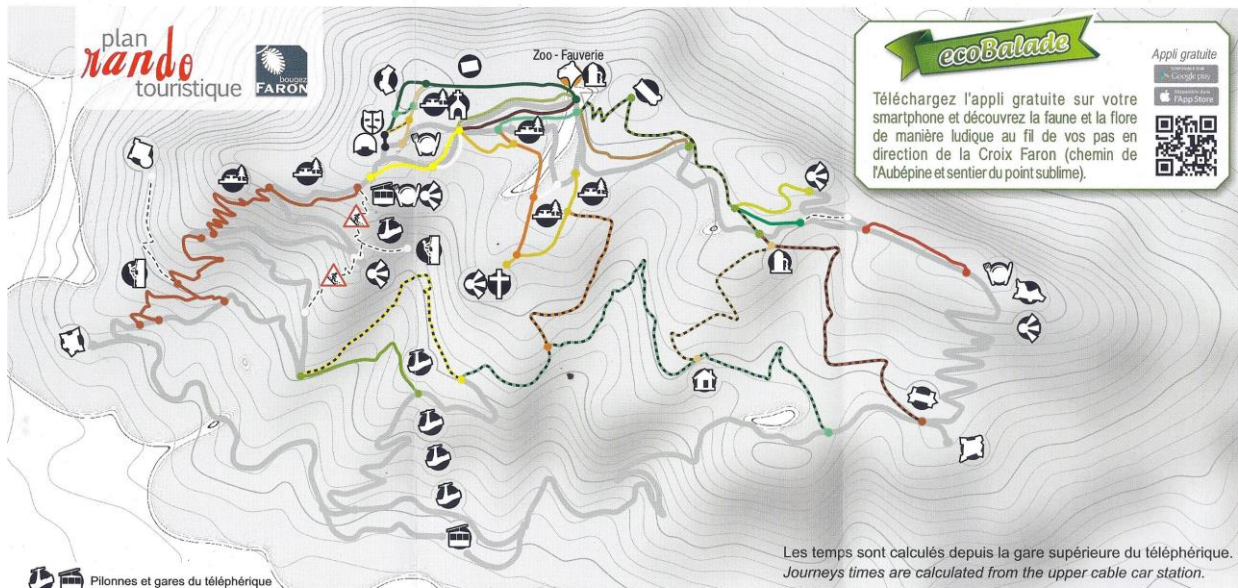 plan
rando
touristique
bougez
FARON
Zoo - Fauverie
ecoBalade
Appli gratuite
Google play
l'App Store
Téléchargez l'appli gratuite sur votre
smartphone et découvrez la faune et la flore
de manière ludique au fil de vos pas en
direction de la Croix Faron (chemin de
l'Aubépine et sentier du point sublime).
Les temps sont calculés depuis la gare supérieure du téléphérique.
Journeys times are calculated from the upper cable car station.
Pilonnes et gares du téléphérique